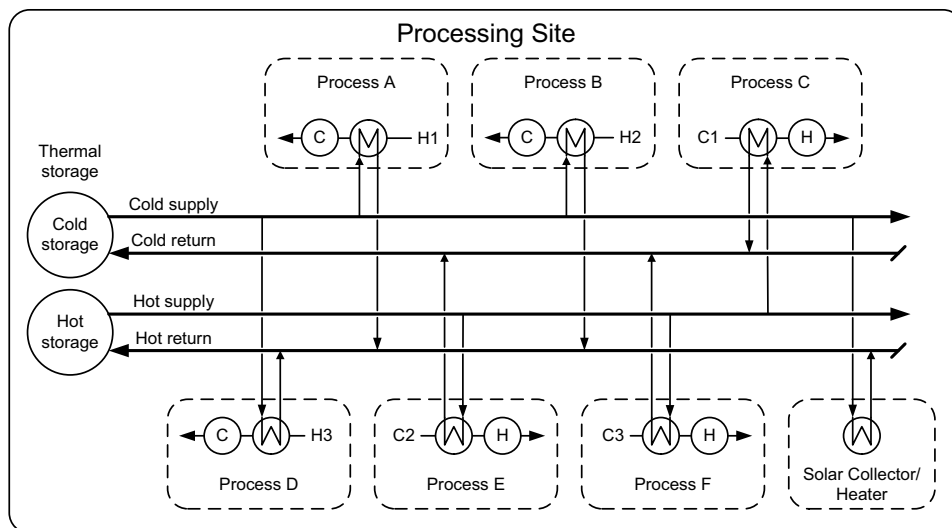 Processing Site
Process A
Process B
Process C
C
H1
C
H2
C1
H
Thermal
storage
Cold supply
Cold
storage
Cold return
Hot supply
Hot
storage
Hot return
C
H3
C2
H
C3
H
Process D
Process E
Process F
Solar Collector/
Heater